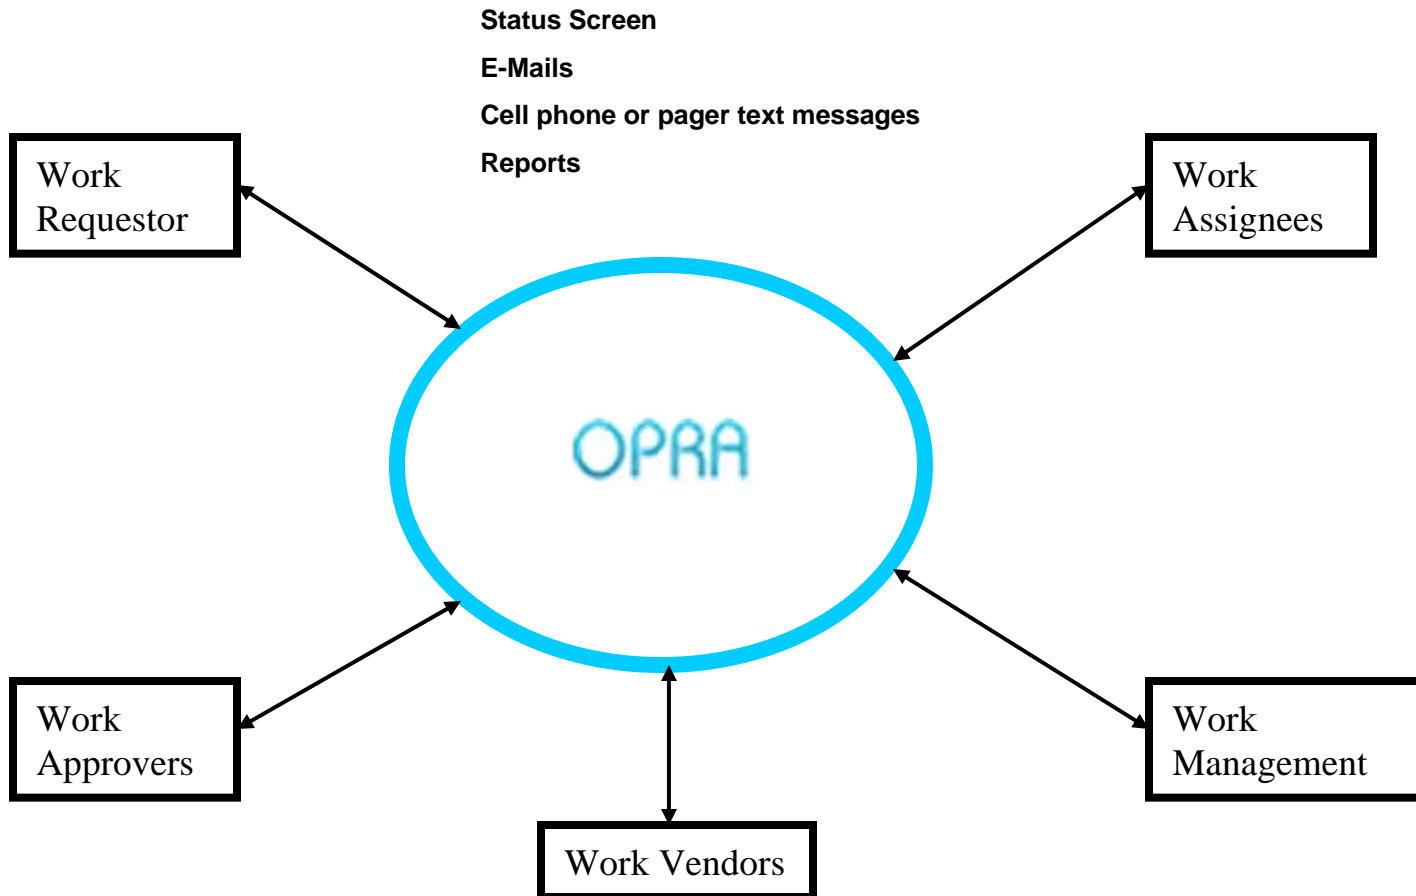 Status Screen
E-Mails
Cell phone or pager text messages
Reports
Work
Requestor
Work
Assignees
OPRA
Work
Approvers
Work
Management
Work Vendors